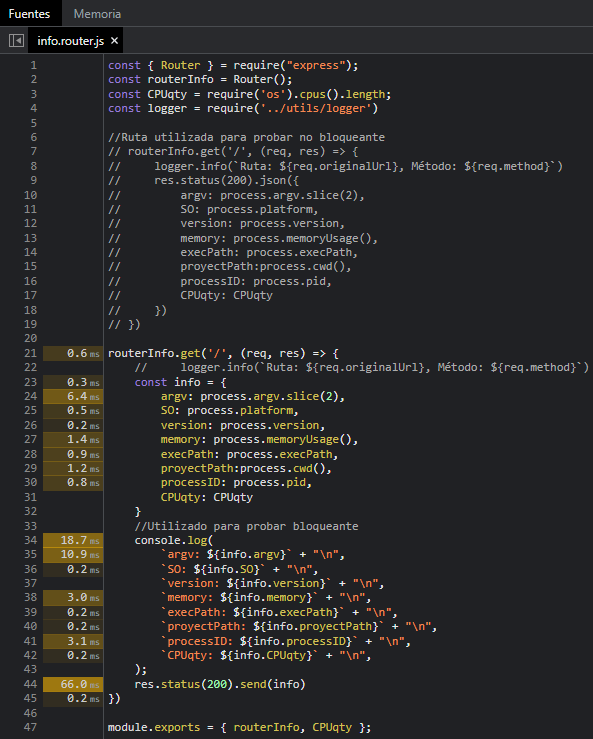 Fuentes Memoria
info.router.js ×
1 const { Router } = require("express");
2 const routerInfo = Router();
3 const CPUqty = require('os').cpus().length;
4 const logger = require('../utils/logger')
5
6 //Ruta utilizada para probar no bloqueante
7 // routerInfo.get('/', (req, res) => {
8 //     logger.info(`Ruta: ${req.originalUrl}, Método: ${req.method}`)
9 //     res.status(200).json({
10 //         argv: process.argv.slice(2),
11 //         SO: process.platform,
12 //         version: process.version,
13 //         memory: process.memoryUsage(),
14 //         execPath: process.execPath,
15 //         proyectPath:process.cwd(),
16 //         processID: process.pid,
17 //         CPUqty: CPUqty
18 //     })
19 // })
20
21 0.6 ms routerInfo.get('/', (req, res) => {
22     //     logger.info(`Ruta: ${req.originalUrl}, Método: ${req.method}`)
23 0.3 ms     const info = {
24 6.4 ms         argv: process.argv.slice(2),
25 0.5 ms         SO: process.platform,
26 0.2 ms         version: process.version,
27 1.4 ms         memory: process.memoryUsage(),
28 0.9 ms         execPath: process.execPath,
29 1.2 ms         proyectPath:process.cwd(),
30 0.8 ms         processID: process.pid,
31         CPUqty: CPUqty
32     }
33     //Utilizado para probar bloqueante
34 18.7 ms     console.log(
35 10.9 ms         `argv: ${info.argv}` + "\n",
36 0.2 ms         `SO: ${info.SO}` + "\n",
37         `version: ${info.version}` + "\n",
38 3.0 ms         `memory: ${info.memory}` + "\n",
39 0.2 ms         `execPath: ${info.execPath}` + "\n",
40 0.2 ms         `proyectPath: ${info.proyectPath}` + "\n",
41 3.1 ms         `processID: ${info.processID}` + "\n",
42 0.2 ms         `CPUqty: ${info.CPUqty}` + "\n",
43     );
44 66.0 ms     res.status(200).send(info)
45 0.2 ms })
46
47 module.exports = { routerInfo, CPUqty };